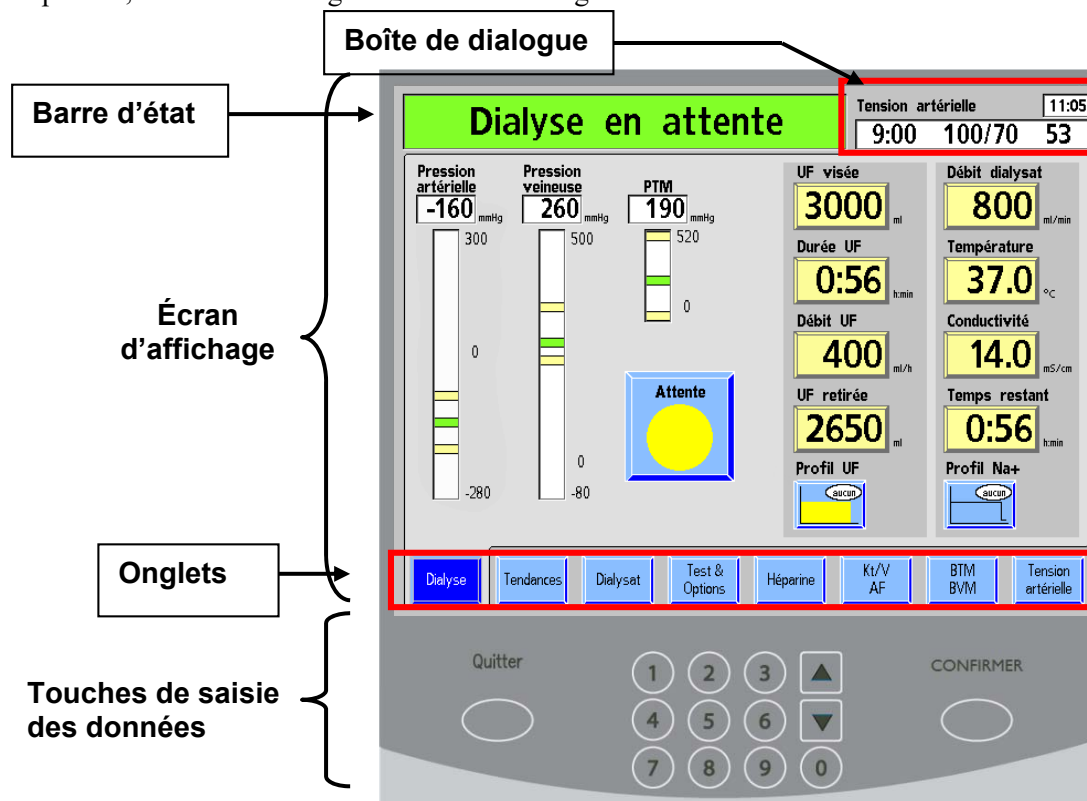 Boîte de dialogue
Barre d'état
Dialyse en attente
Tension artérielle 11:05
9:00 100/70 53
Pression artérielle
-160 mmHg
300
0
-280
Pression veineuse
260 mmHg
500
0
-80
PTM
190 mmHg
520
0
Attente
UF visée
3000 ml
Durée UF
0:56 h:min
Débit UF
400 ml/h
UF retirée
2650 ml
Profil UF
aucun
Débit dialysat
800 ml/min
Température
37.0 °C
Conductivité
14.0 mS/cm
Temps restant
0:56 h:min
Profil Na+
aucun
Écran
d'affichage
Onglets
Dialyse
Tendances
Dialysat
Test &
Options
Héparine
Kt/V
AF
BTM
BVM
Tension
artérielle
Touches de saisie
des données
Quitter
1 2 3
4 5 6
7 8 9 0
CONFIRMER